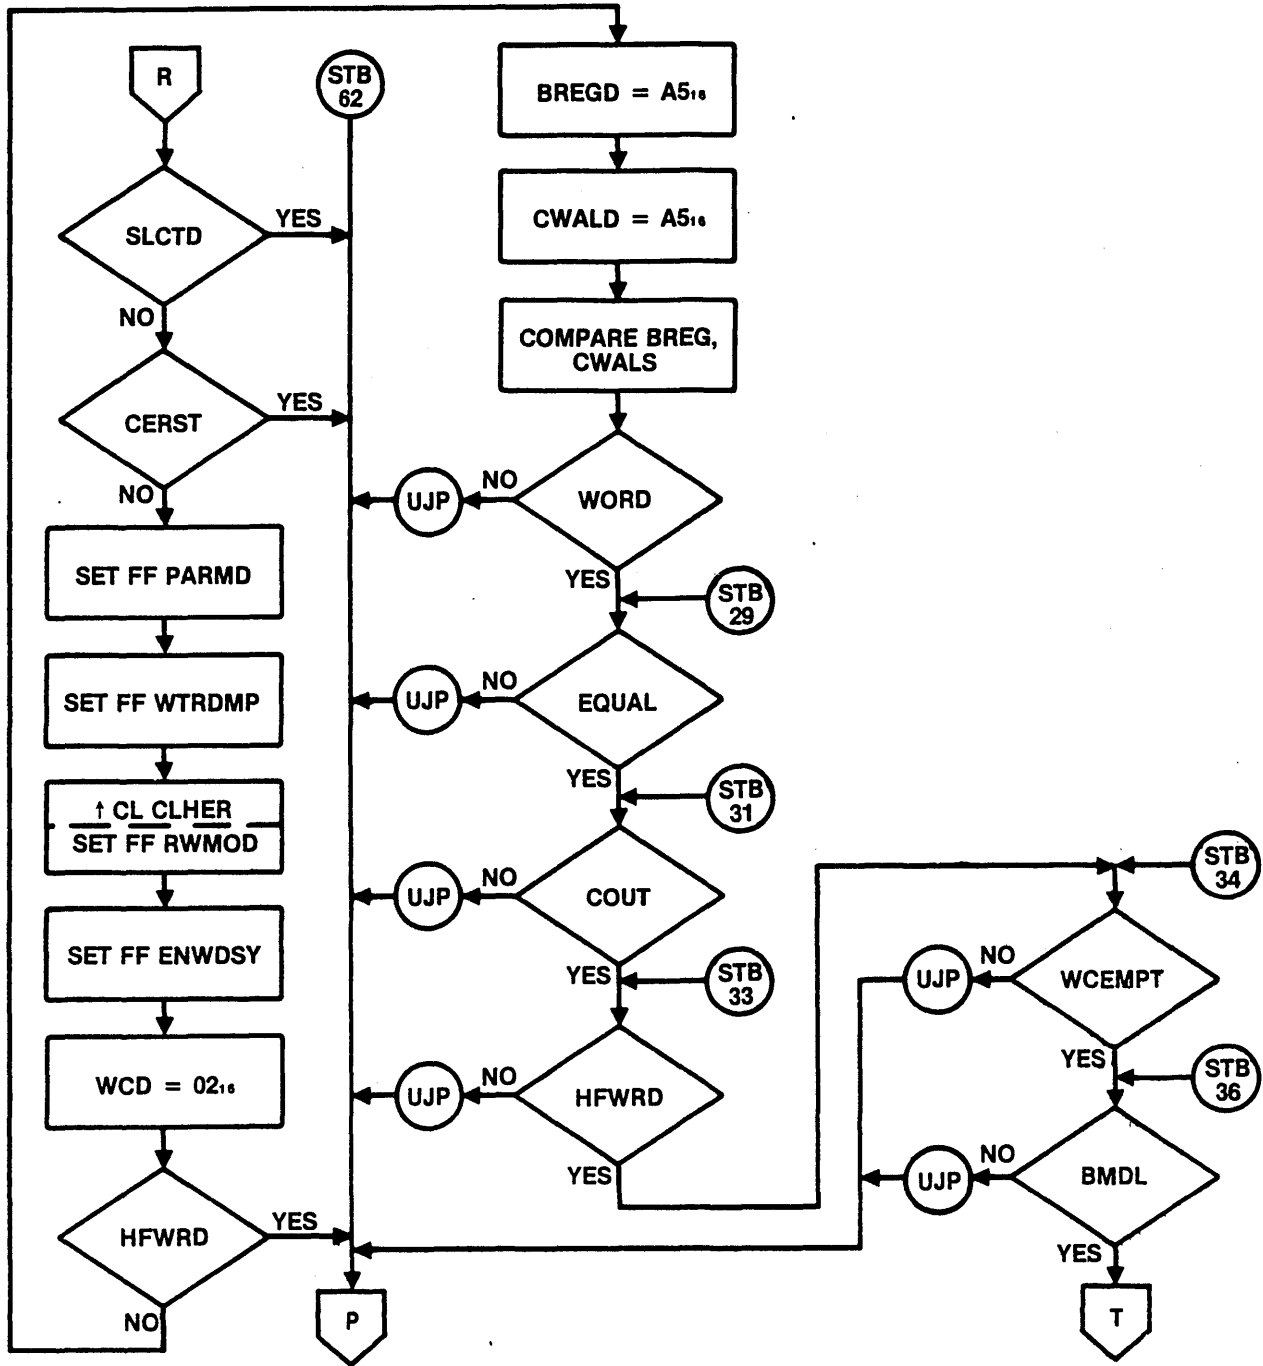 R
SLCTD
YES
NO
CERST
YES
NO
SET FF PARMD
SET FF WTRDMP
↑ CL CLHER
SET FF RWMOD
SET FF ENWDSY
WCD = 02₁₆
HFWRD
YES
NO
STB
62
P
BREGD = A5₁₆
CWALD = A5₁₆
COMPARE BREG,
CWALS
WORD
NO
UJP
YES
STB
29
EQUAL
NO
UJP
YES
STB
31
COUT
NO
UJP
YES
STB
33
HFWRD
NO
UJP
YES
STB
34
WCEMPT
NO
UJP
YES
STB
36
BMDL
NO
UJP
YES
T